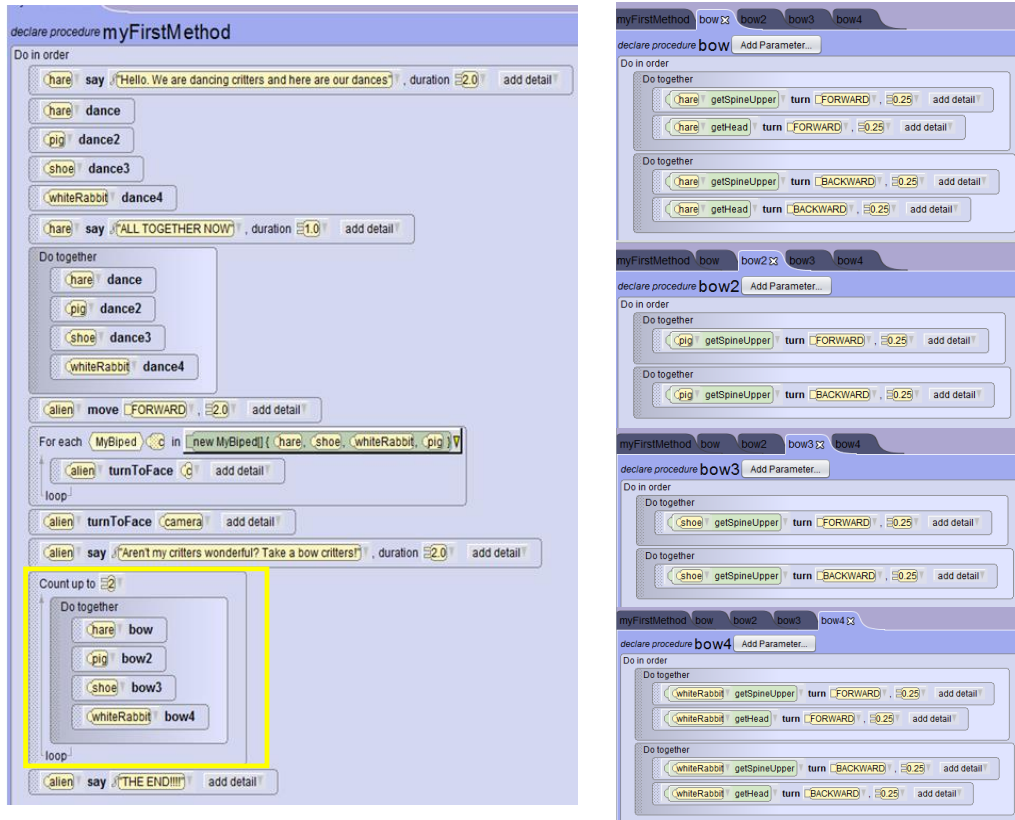 declare procedure myFirstMethod
Do in order
hare say "Hello. We are dancing critters and here are our dances" , duration 2.0 add detail
hare dance
pig dance2
shoe dance3
whiteRabbit dance4
hare say "ALL TOGETHER NOW" , duration 1.0 add detail
Do together
hare dance
pig dance2
shoe dance3
whiteRabbit dance4
alien move FORWARD , 2.0 add detail
For each MyBiped c in new MyBiped[] { hare, shoe, whiteRabbit, pig }
alien turnToFace c add detail
loop
alien turnToFace camera add detail
alien say "Aren't my critters wonderful? Take a bow critters!" , duration 2.0 add detail
Count up to 2
Do together
hare bow
pig bow2
shoe bow3
whiteRabbit bow4
loop
alien say "THE END!!!!" add detail
myFirstMethod bow bow2 bow3 bow4
declare procedure bow Add Parameter...
Do in order
Do together
hare getSpineUpper turn FORWARD , 0.25 add detail
hare getHead turn FORWARD , 0.25 add detail
Do together
hare getSpineUpper turn BACKWARD , 0.25 add detail
hare getHead turn BACKWARD , 0.25 add detail
myFirstMethod bow bow2 bow3 bow4
declare procedure bow2 Add Parameter...
Do in order
Do together
pig getSpineUpper turn FORWARD , 0.25 add detail
Do together
pig getSpineUpper turn BACKWARD , 0.25 add detail
myFirstMethod bow bow2 bow3 bow4
declare procedure bow3 Add Parameter...
Do in order
Do together
shoe getSpineUpper turn FORWARD , 0.25 add detail
Do together
shoe getSpineUpper turn BACKWARD , 0.25 add detail
myFirstMethod bow bow2 bow3 bow4
declare procedure bow4 Add Parameter...
Do in order
Do together
whiteRabbit getSpineUpper turn FORWARD , 0.25 add detail
whiteRabbit getHead turn FORWARD , 0.25 add detail
Do together
whiteRabbit getSpineUpper turn BACKWARD , 0.25 add detail
whiteRabbit getHead turn BACKWARD , 0.25 add detail